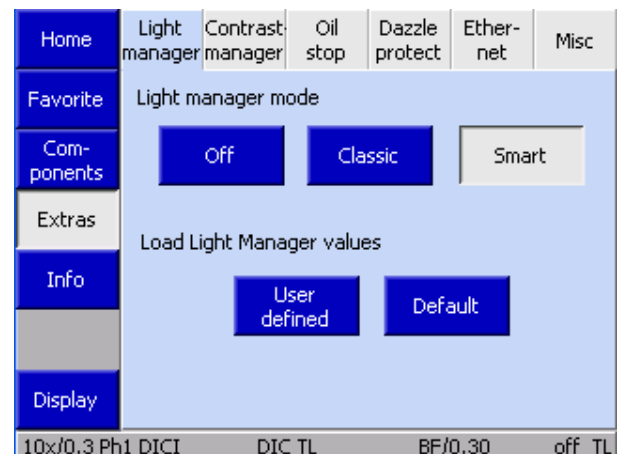 Home
Favorite
Com-
ponents
Extras
Info
Display
Light
manager
Contrast-
manager
Oil
stop
Dazzle
protect
Ether-
net
Misc
Light manager mode
Off
Classic
Smart
Load Light Manager values
User
defined
Default
10x/0.3 Ph1 DICI DIC TL BF/0.30 off TL